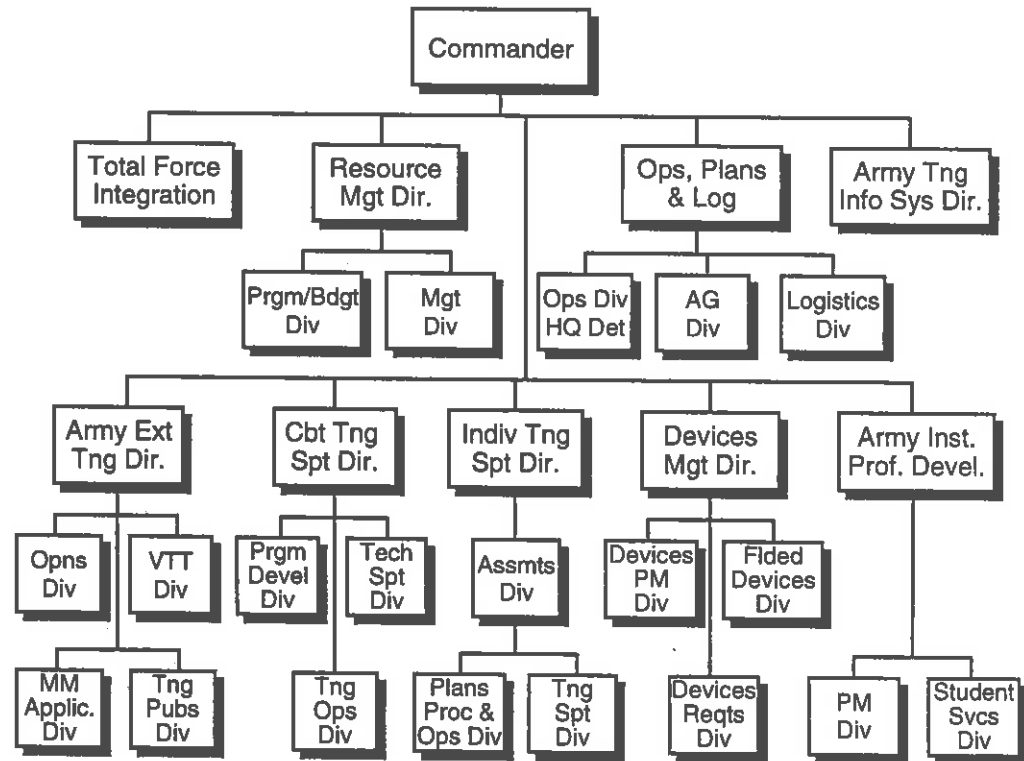 Commander
Total Force
Integration
Resource
Mgt Dir.
Ops, Plans
& Log
Army Tng
Info Sys Dir.
Prgm/Bdgt
Div
Mgt
Div
Ops Div
HQ Det
AG
Div
Logistics
Div
Army Ext
Tng Dir.
Cbt Tng
Spt Dir.
Indiv Tng
Spt Dir.
Devices
Mgt Dir.
Army Inst.
Prof. Devel.
Opns
Div
VTT
Div
Prgm
Devel
Div
Tech
Spt
Div
Assmts
Div
Devices
PM
Div
Flded
Devices
Div
MM
Applic.
Div
Tng
Pubs
Div
Tng
Ops
Div
Plans
Proc &
Ops Div
Tng
Spt
Div
Devices
Reqts
Div
PM
Div
Student
Svcs
Div